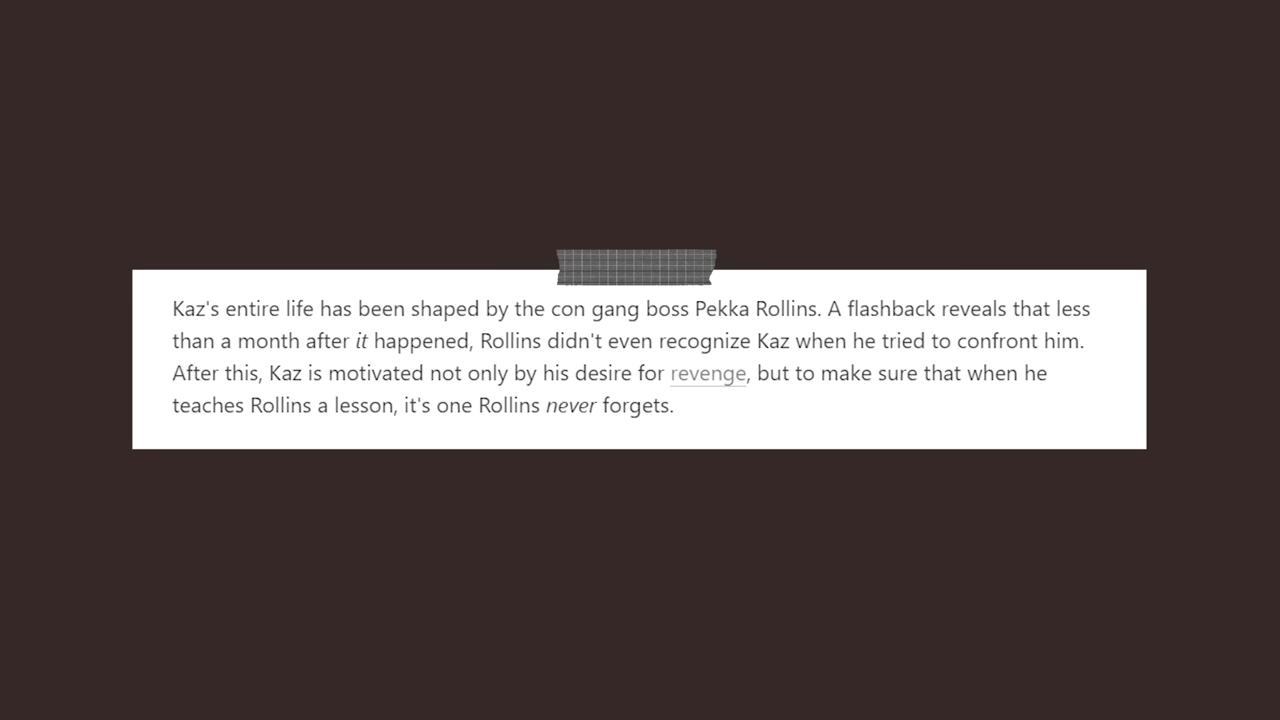 Kaz's entire life has been shaped by the con gang boss Pekka Rollins. A flashback reveals that less
than a month after it happened, Rollins didn't even recognize Kaz when he tried to confront him.
After this, Kaz is motivated not only by his desire for revenge, but to make sure that when he
teaches Rollins a lesson, it's one Rollins never forgets.